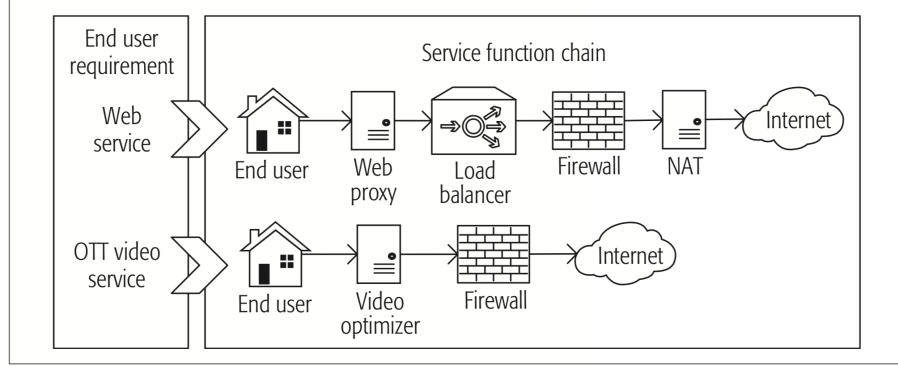 End user
requirement
Service function chain
Web
service
End user
Web
proxy
Load
balancer
Firewall
NAT
Internet
OTT video
service
End user
Video
optimizer
Firewall
Internet